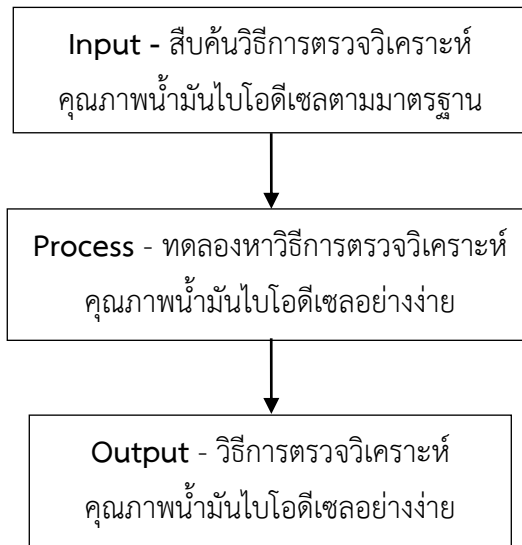 Input - สืบค้นวิธีการตรวจวิเคราะห์
คุณภาพน้ำมันไบโอดีเซลตามมาตรฐาน
Process - ทดลองหาวิธีการตรวจวิเคราะห์
คุณภาพน้ำมันไบโอดีเซลอย่างง่าย
Output - วิธีการตรวจวิเคราะห์
คุณภาพน้ำมันไบโอดีเซลอย่างง่าย